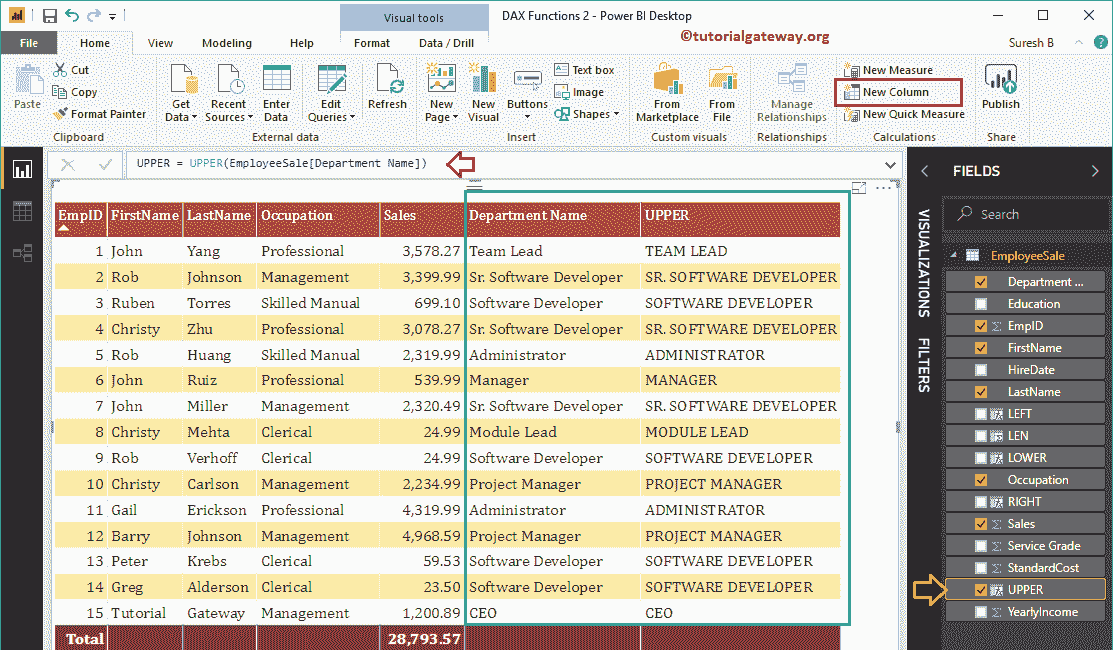 Visual tools
DAX Functions 2 - Power BI Desktop
©tutorialgateway.org
File Home View Modeling Help Format Data / Drill Suresh B
Paste
Cut
Copy
Format Painter
Clipboard
Get Data
Recent Sources
Enter Data
Edit Queries
Refresh
External data
New Page
New Visual
Buttons
Text box
Image
Shapes
Insert
From Marketplace
From File
Custom visuals
Manage Relationships
Relationships
New Measure
New Column
New Quick Measure
Calculations
Publish
Share
UPPER = UPPER(EmployeeSale[Department Name])
EmpID FirstName LastName Occupation Sales Department Name UPPER
1 John Yang Professional 3,578.27 Team Lead TEAM LEAD
2 Rob Johnson Management 3,399.99 Sr. Software Developer SR. SOFTWARE DEVELOPER
3 Ruben Torres Skilled Manual 699.10 Software Developer SOFTWARE DEVELOPER
4 Christy Zhu Professional 3,078.27 Sr. Software Developer SR. SOFTWARE DEVELOPER
5 Rob Huang Skilled Manual 2,319.99 Administrator ADMINISTRATOR
6 John Ruiz Professional 539.99 Manager MANAGER
7 John Miller Management 2,320.49 Sr. Software Developer SR. SOFTWARE DEVELOPER
8 Christy Mehta Clerical 24.99 Module Lead MODULE LEAD
9 Rob Verhoff Clerical 24.99 Software Developer SOFTWARE DEVELOPER
10 Christy Carlson Management 2,234.99 Project Manager PROJECT MANAGER
11 Gail Erickson Professional 4,319.99 Administrator ADMINISTRATOR
12 Barry Johnson Management 4,968.59 Project Manager PROJECT MANAGER
13 Peter Krebs Clerical 59.53 Software Developer SOFTWARE DEVELOPER
14 Greg Alderson Clerical 23.50 Software Developer SOFTWARE DEVELOPER
15 Tutorial Gateway Management 1,200.89 CEO CEO
Total 28,793.57
VISUALIZATIONS
FILTERS
FIELDS
Search
EmployeeSale
Department ...
Education
EmpID
FirstName
HireDate
LastName
LEFT
LEN
LOWER
Occupation
RIGHT
Sales
Service Grade
StandardCost
UPPER
YearlyIncome